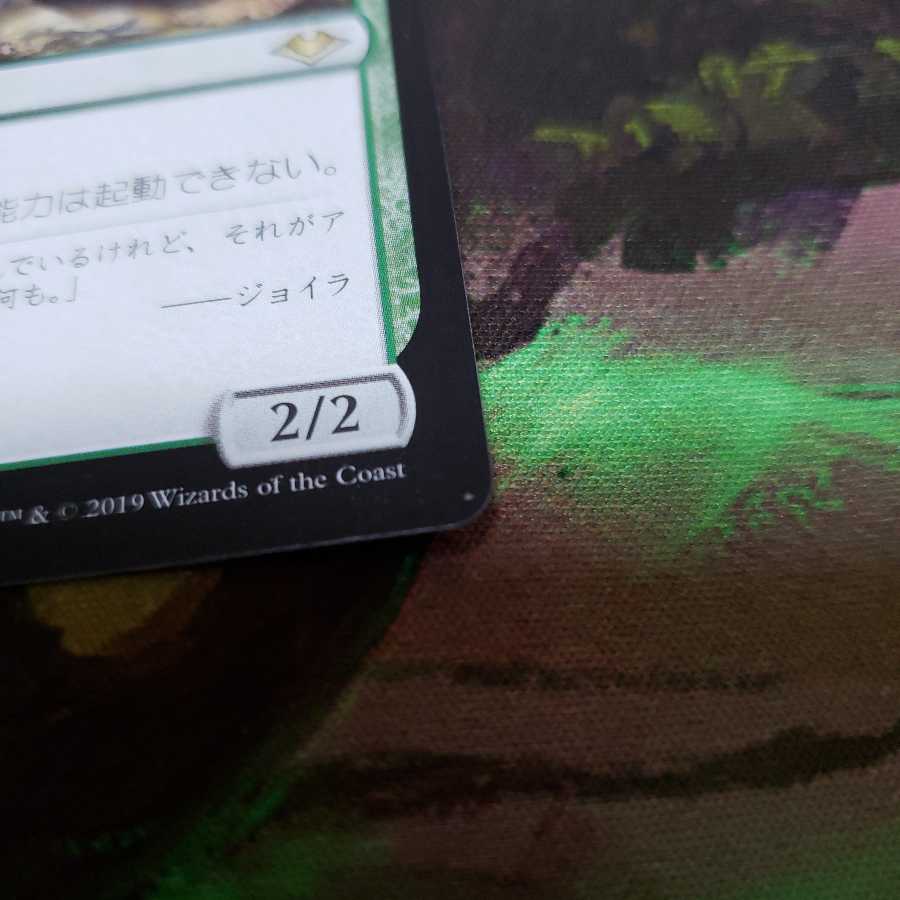 能力は起動できない。
でいるけれど、それがア
何も。」 ――ジョイラ
2/2
™ & © 2019 Wizards of the Coast